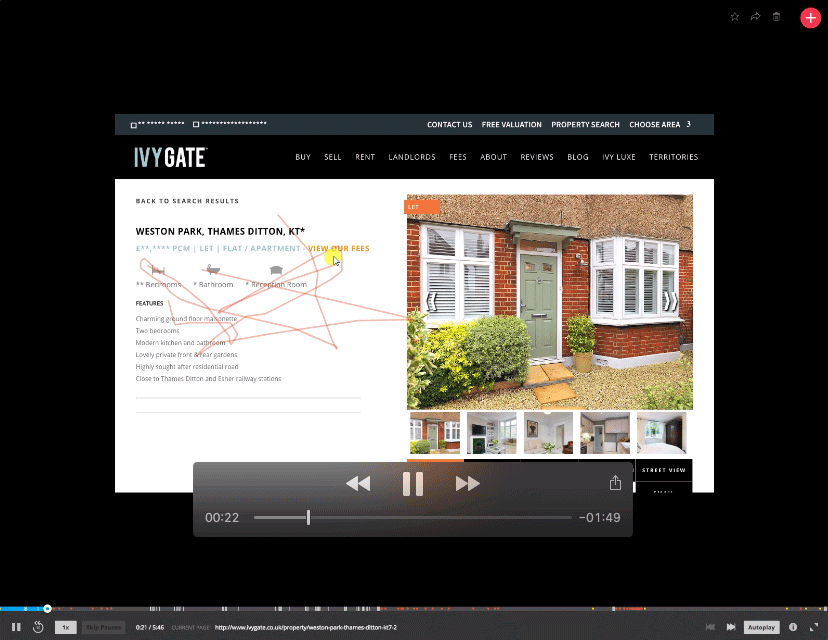 ** ***** *****   ******************
CONTACT US   FREE VALUATION   PROPERTY SEARCH   CHOOSE AREA   3
IVYGATE
BUY   SELL   RENT   LANDLORDS   FEES   ABOUT   REVIEWS   BLOG   IVY LUXE   TERRITORIES
BACK TO SEARCH RESULTS
LET
WESTON PARK, THAMES DITTON, KT*
£**,**** PCM | LET | FLAT / APARTMENT - VIEW OUR FEES
** Bedrooms   * Bathroom   * Reception Room
FEATURES
Charming ground floor maisonette
Two bedrooms
Modern kitchen and bathroom
Lovely private front & rear gardens
Highly sought after residential road
Close to Thames Ditton and Esher railway stations
STREET VIEW
00:22   -01:49
1x   Skip Pauses   0:21 / 5:46   CURRENT PAGE   http://www.ivygate.co.uk/property/weston-park-thames-ditton-kt7-2   Autoplay